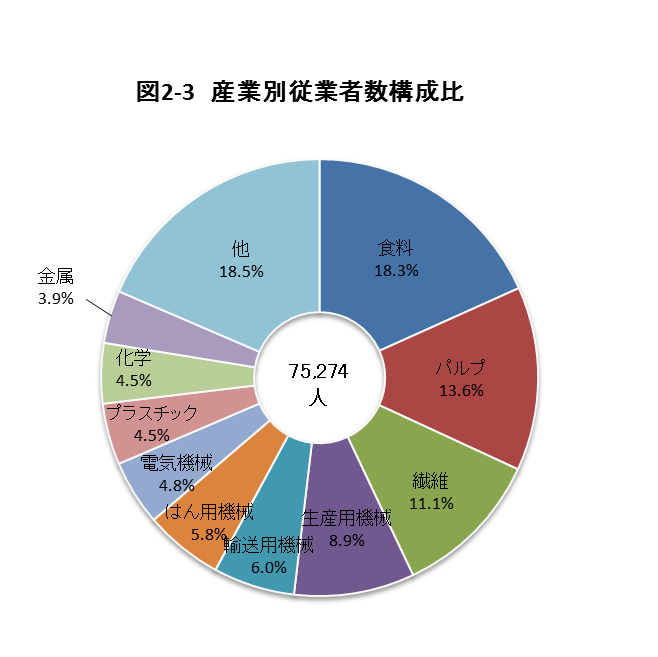 図2-3 産業別従業者数構成比
他
18.5%
食料
18.3%
金属
3.9%
化学
4.5%
パルプ
13.6%
75,274
人
プラスチック
4.5%
電気機械
4.8%
繊維
11.1%
はん用機械
5.8%
生産用機械
8.9%
輸送用機械
6.0%